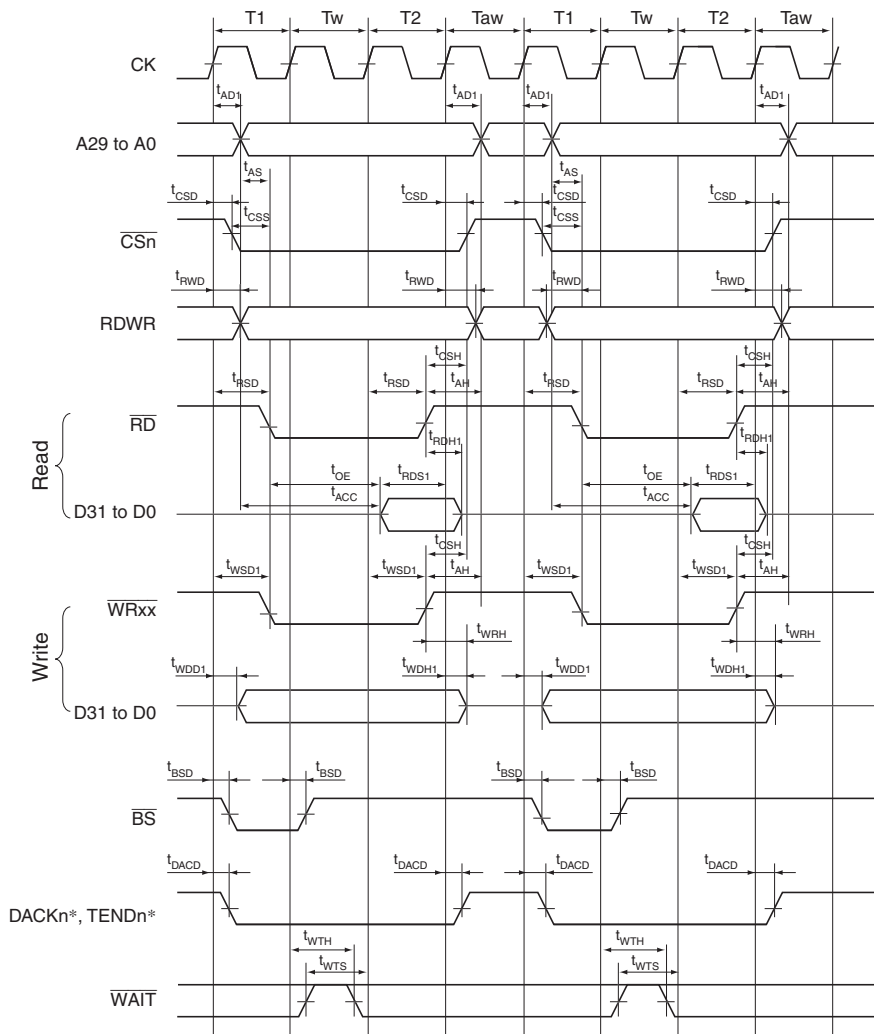 T1 Tw T2 Taw T1 Tw T2 Taw
CK
tAD1 tAD1 tAD1 tAD1
A29 to A0
tAS tAS
tCSD tCSD tCSD tCSD
tCSS tCSS
CSn
tRWD tRWD tRWD tRWD
RDWR
tCSH tCSH
tRSD tRSD tAH tRSD tRSD tAH
RD
tRDH1 tRDH1
Read
tOE tRDS1 tOE tRDS1
tACC tACC
D31 to D0
tCSH tCSH
tWSD1 tWSD1 tAH tWSD1 tWSD1 tAH
WRxx
tWRH tWRH
Write
tWDD1 tWDH1 tWDD1 tWDH1
D31 to D0
tBSD tBSD tBSD tBSD
BS
tDACD tDACD tDACD tDACD
DACKn*, TENDn*
tWTH tWTH
tWTS tWTS
WAIT